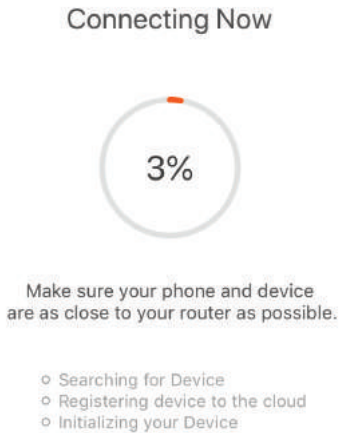 Connecting Now
3%
Make sure your phone and device
are as close to your router as possible.
Searching for Device
Registering device to the cloud
Initializing your Device